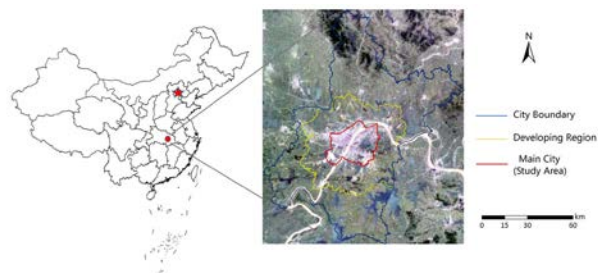 N
City Boundary
Developing Region
Main City
(Study Area)
km
0 15 30 60